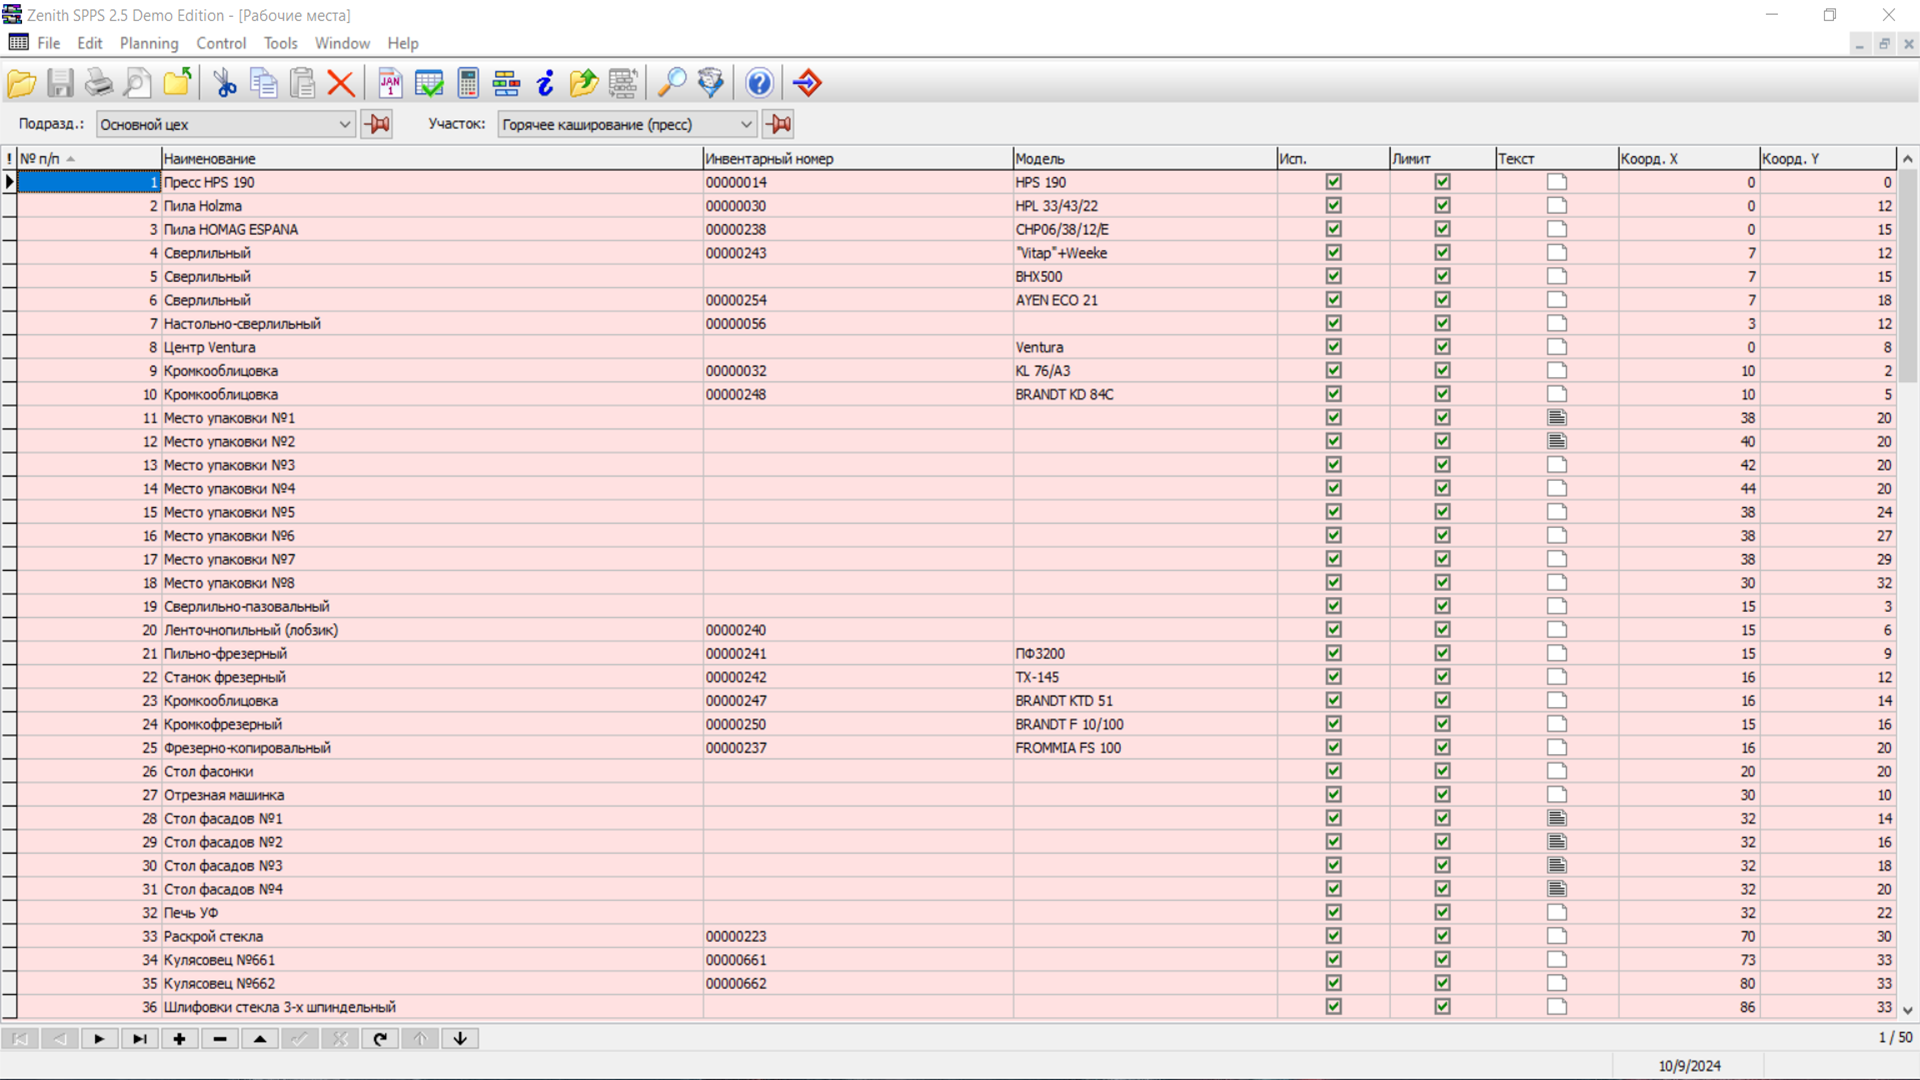 Zenith SPPS 2.5 Demo Edition - [Рабочие места]
File Edit Planning Control Tools Window Help
JAN 1
Подразд.: Основной цех Участок: Горячее каширование (пресс)
! № п/п Наименование Инвентарный номер Модель Исп. Лимит Текст Коорд. X Коорд. Y
1 Пресс HPS 190 00000014 HPS 190 0 0
2 Пила Holzma 00000030 HPL 33/43/22 0 12
3 Пила HOMAG ESPANA 00000238 CHP06/38/12/E 0 15
4 Сверлильный 00000243 "Vitap"+Weeke 7 12
5 Сверлильный BHX500 7 15
6 Сверлильный 00000254 AYEN ECO 21 7 18
7 Настольно-сверлильный 00000056 3 12
8 Центр Ventura Ventura 0 8
9 Кромкооблицовка 00000032 KL 76/A3 10 2
10 Кромкооблицовка 00000248 BRANDT KD 84C 10 5
11 Место упаковки №1 38 20
12 Место упаковки №2 40 20
13 Место упаковки №3 42 20
14 Место упаковки №4 44 20
15 Место упаковки №5 38 24
16 Место упаковки №6 38 27
17 Место упаковки №7 38 29
18 Место упаковки №8 30 32
19 Сверлильно-пазовальный 15 3
20 Ленточнопильный (лобзик) 00000240 15 6
21 Пильно-фрезерный 00000241 ПФ3200 15 9
22 Станок фрезерный 00000242 TX-145 16 12
23 Кромкооблицовка 00000247 BRANDT KTD 51 16 14
24 Кромкофрезерный 00000250 BRANDT F 10/100 15 16
25 Фрезерно-копировальный 00000237 FROMMIA FS 100 16 20
26 Стол фасонки 20 20
27 Отрезная машинка 30 10
28 Стол фасадов №1 32 14
29 Стол фасадов №2 32 16
30 Стол фасадов №3 32 18
31 Стол фасадов №4 32 20
32 Печь УФ 32 22
33 Раскрой стекла 00000223 70 30
34 Кулясовец №661 00000661 73 33
35 Кулясовец №662 00000662 80 33
36 Шлифовки стекла 3-х шпиндельный 86 33
1 / 50
10/9/2024